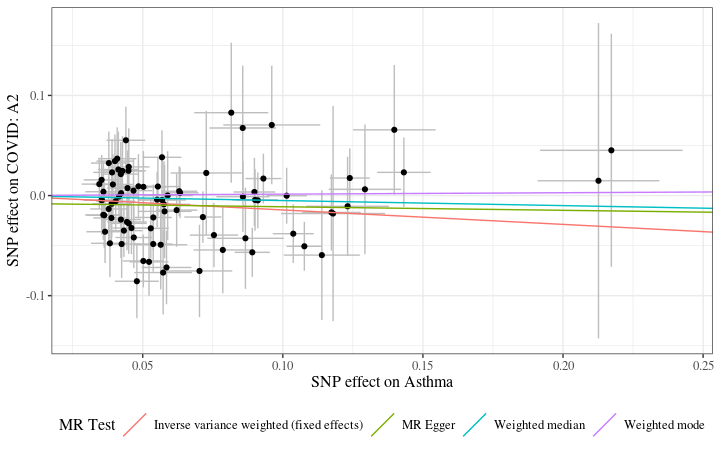 SNP effect on COVID: A2
0.1
0.0
-0.1
0.05
0.10
0.15
0.20
0.25
SNP effect on Asthma
MR Test
Inverse variance weighted (fixed effects)
MR Egger
Weighted median
Weighted mode